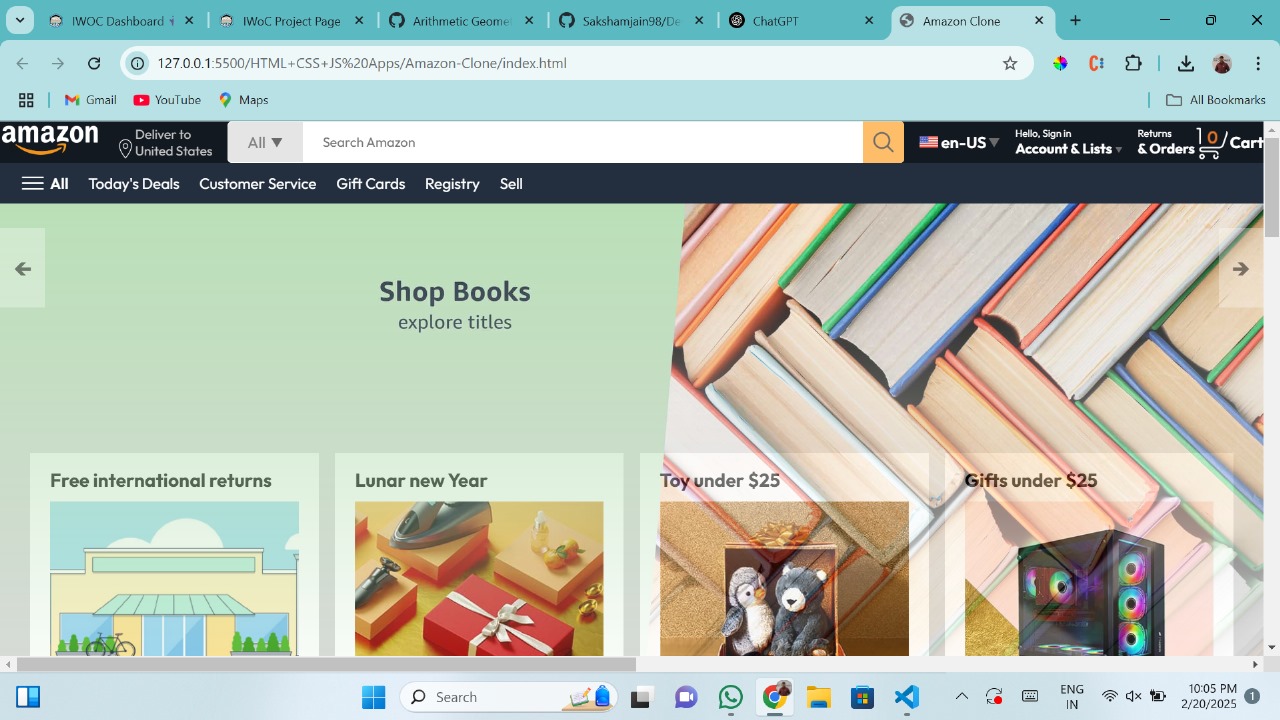 IWOC Dashboard
IWoC Project Page
Arithmetic Geomet
Sakshamjain98/De
ChatGPT
Amazon Clone
127.0.0.1:5500/HTML+CSS+JS%20Apps/Amazon-Clone/index.html
Gmail
YouTube
Maps
All Bookmarks
amazon
Deliver to
United States
All
Search Amazon
en-US
Hello, Sign in
Account & Lists
Returns
& Orders
0
Cart
All
Today's Deals
Customer Service
Gift Cards
Registry
Sell
Shop Books
explore titles
Free international returns
Lunar new Year
Toy under $25
Gifts under $25
Search
ENG
IN
10:05 PM
2/20/2025
1